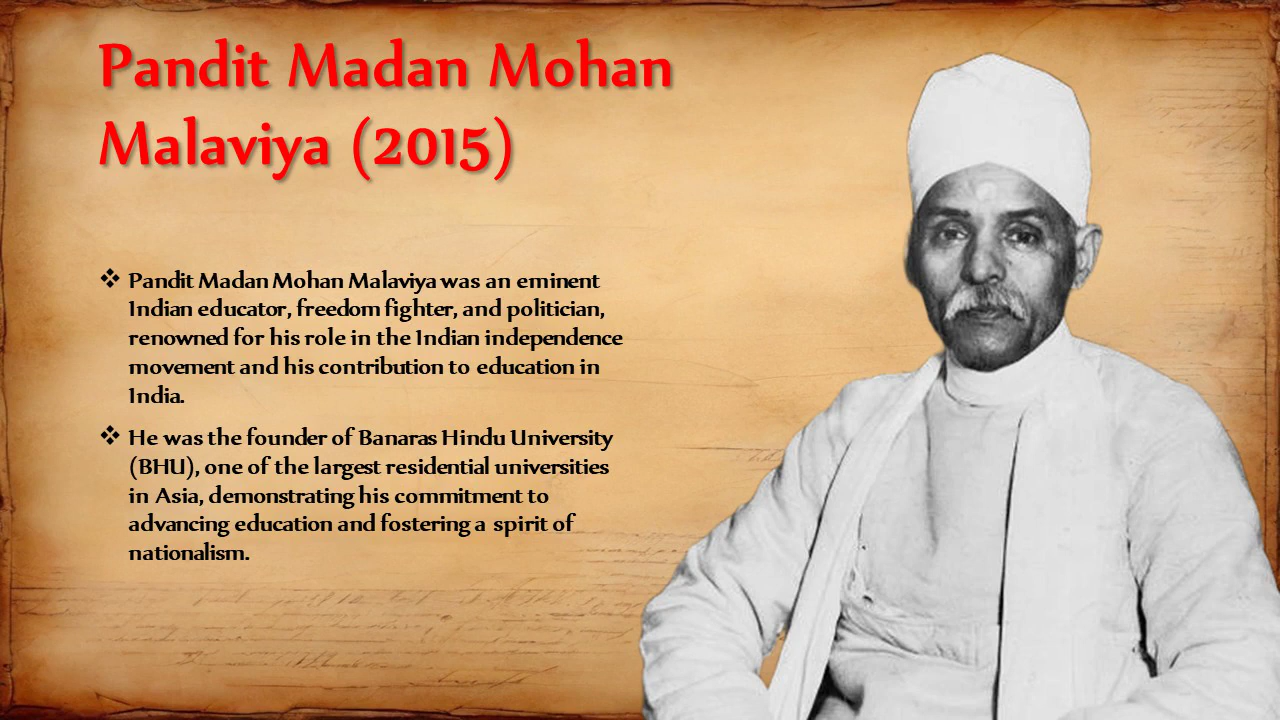 Pandit Madan Mohan
Malaviya (2015)
❖ Pandit Madan Mohan Malaviya was an eminent
Indian educator, freedom fighter, and politician,
renowned for his role in the Indian independence
movement and his contribution to education in
India.
❖ He was the founder of Banaras Hindu University
(BHU), one of the largest residential universities
in Asia, demonstrating his commitment to
advancing education and fostering a spirit of
nationalism.